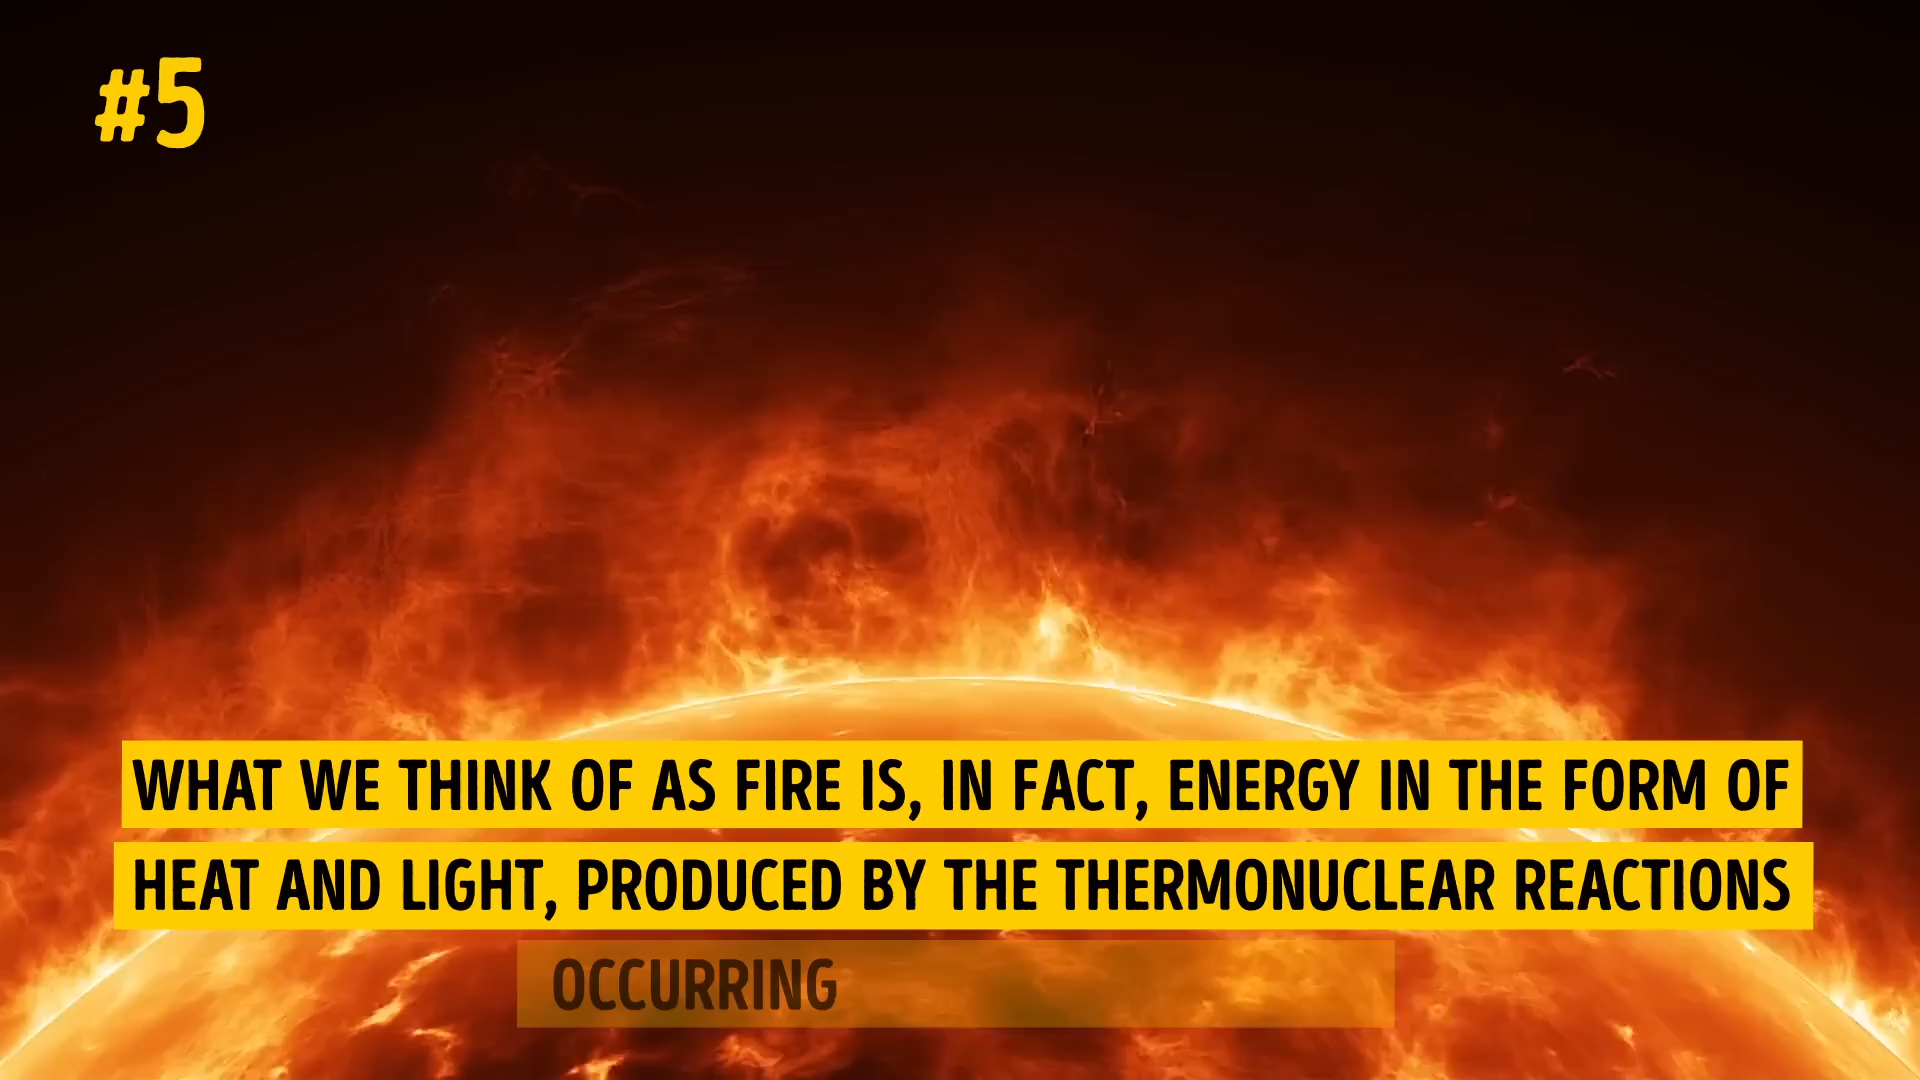 #5
WHAT WE THINK OF AS FIRE IS, IN FACT, ENERGY IN THE FORM OF
HEAT AND LIGHT, PRODUCED BY THE THERMONUCLEAR REACTIONS
OCCURRING